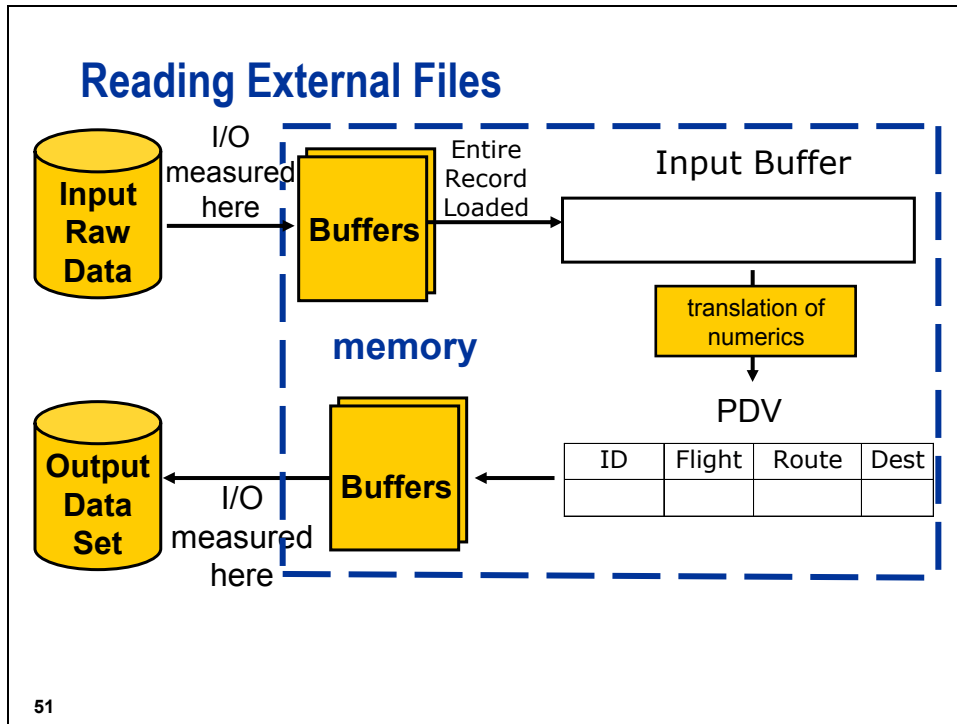 Reading External Files
Input
Raw
Data
I/O
measured
here
Buffers
Entire
Record
Loaded
Input Buffer
translation of
numerics
memory
PDV
ID Flight Route Dest
Buffers
I/O
measured
here
Output
Data
Set
51